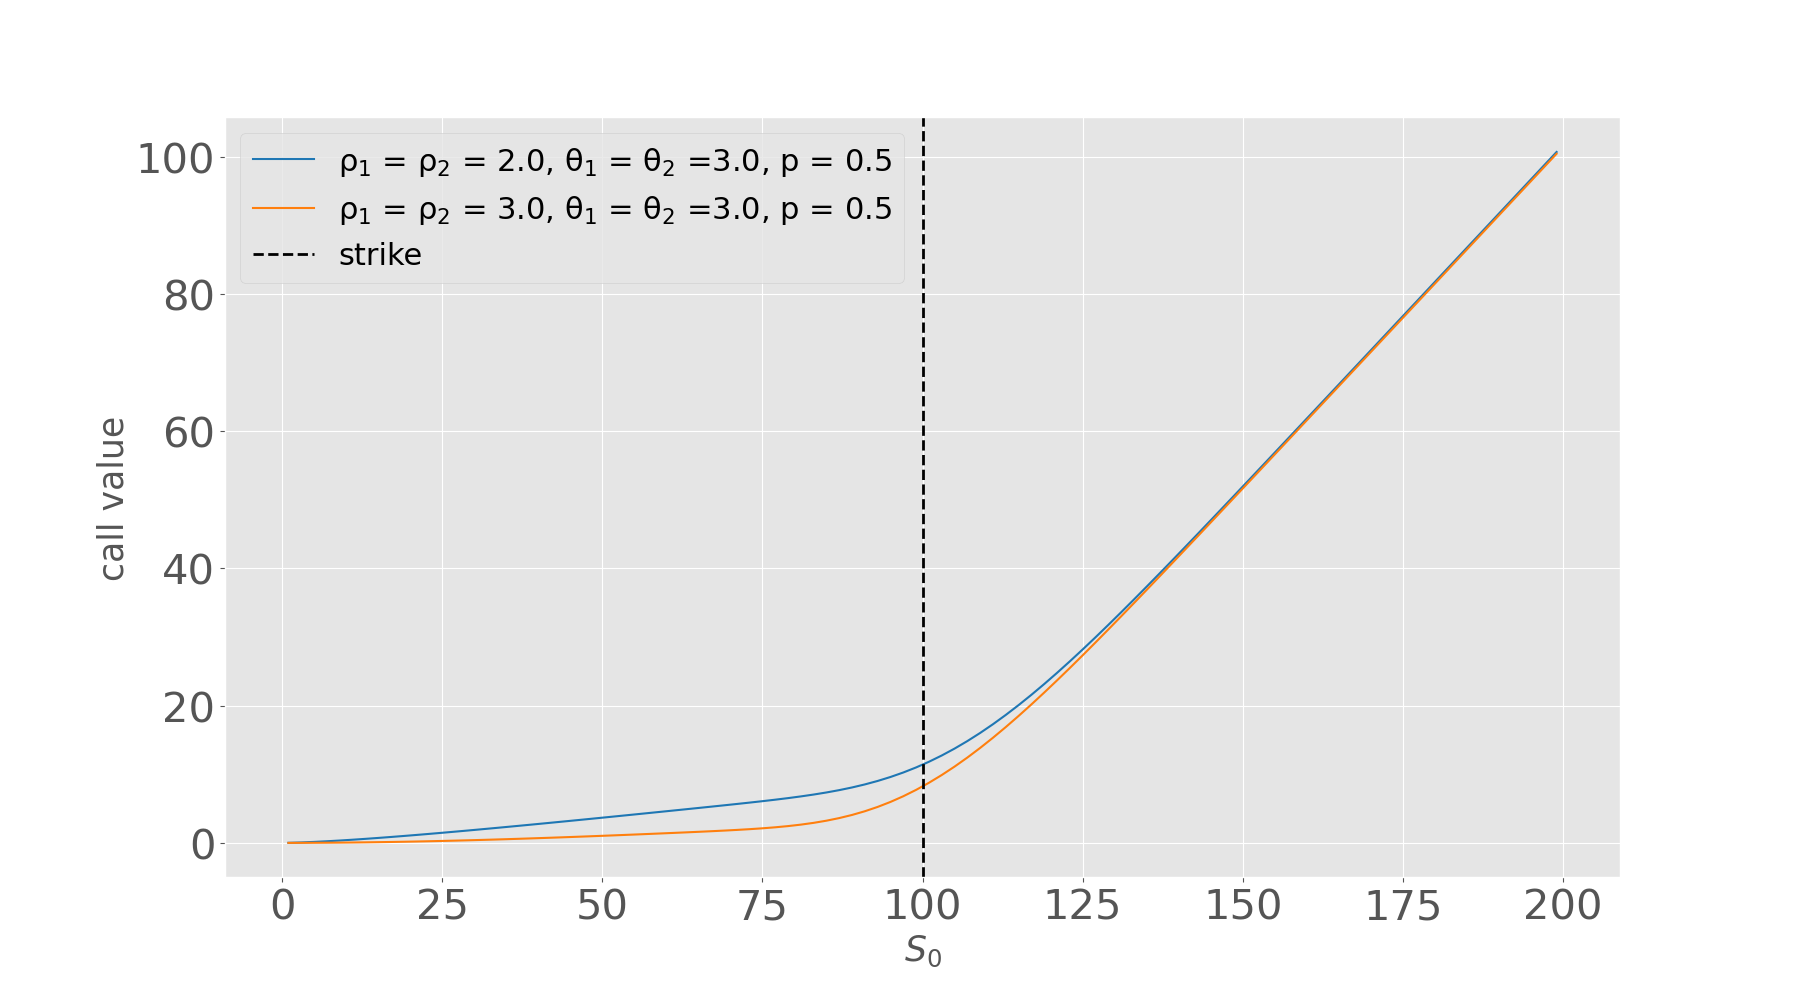 ρ₁ = ρ₂ = 2.0, θ₁ = θ₂ =3.0, p = 0.5
ρ₁ = ρ₂ = 3.0, θ₁ = θ₂ =3.0, p = 0.5
strike
100
80
60
40
20
0
call value
0 25 50 75 100 125 150 175 200
S₀